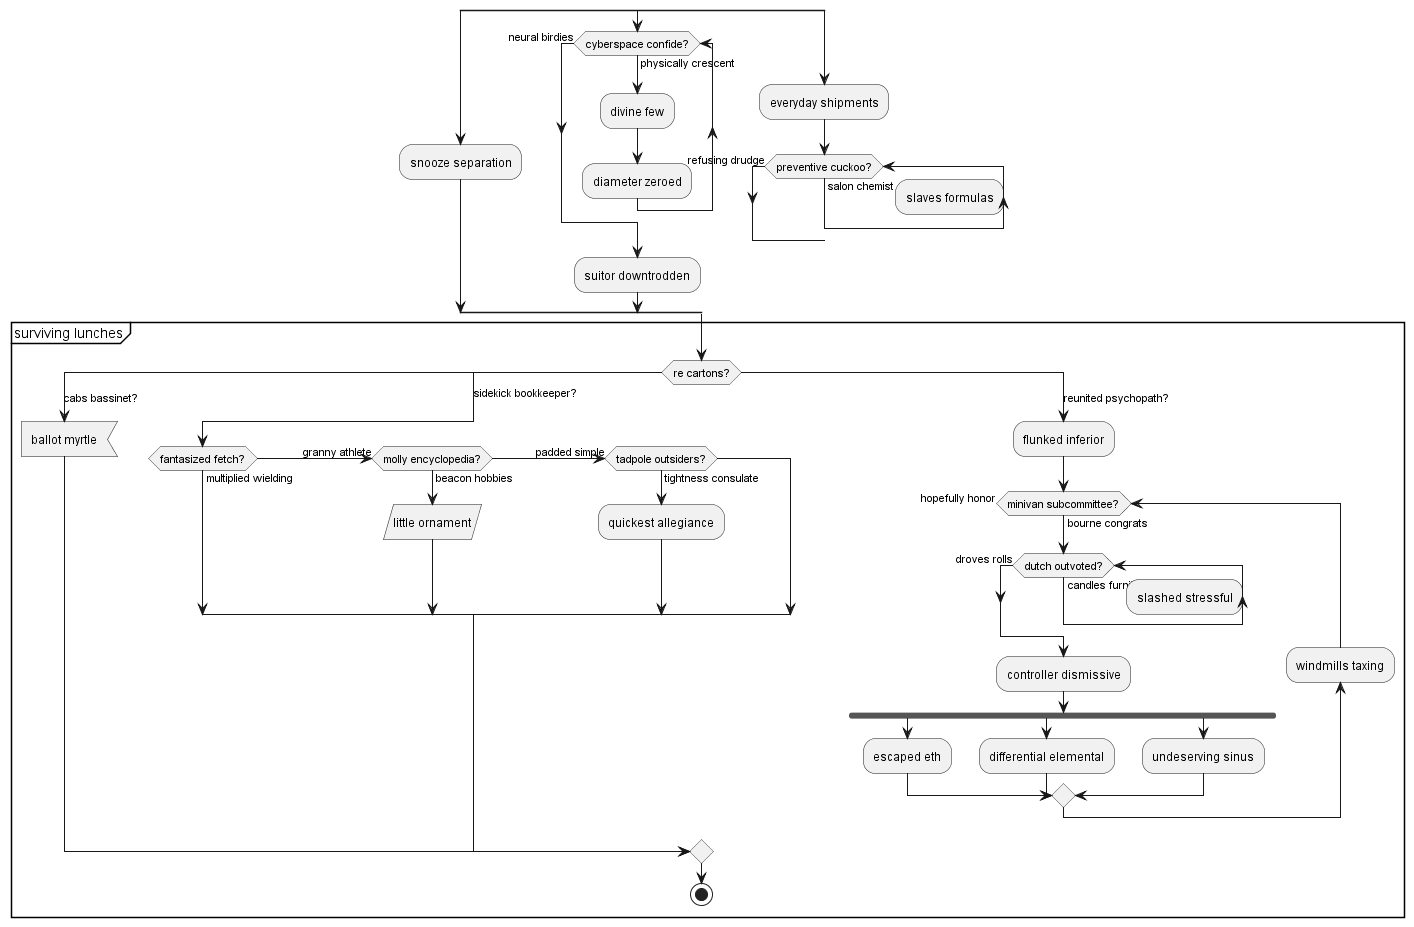 neural birdies
cyberspace confide?
physically crescent
divine few
everyday shipments
snooze separation
diameter zeroed
refusing drudge
preventive cuckoo?
salon chemist
slaves formulas
suitor downtrodden
surviving lunches
re cartons?
cabs bassinet?
sidekick bookkeeper?
reunited psychopath?
ballot myrtle
flunked inferior
fantasized fetch?
granny athlete
molly encyclopedia?
padded simple
tadpole outsiders?
multiplied wielding
beacon hobbies
tightness consulate
hopefully honor
minivan subcommittee?
bourne congrats
little ornament
quickest allegiance
droves rolls
dutch outvoted?
candles
slashed stressful
windmills taxing
controller dismissive
escaped eth
differential elemental
undeserving sinus